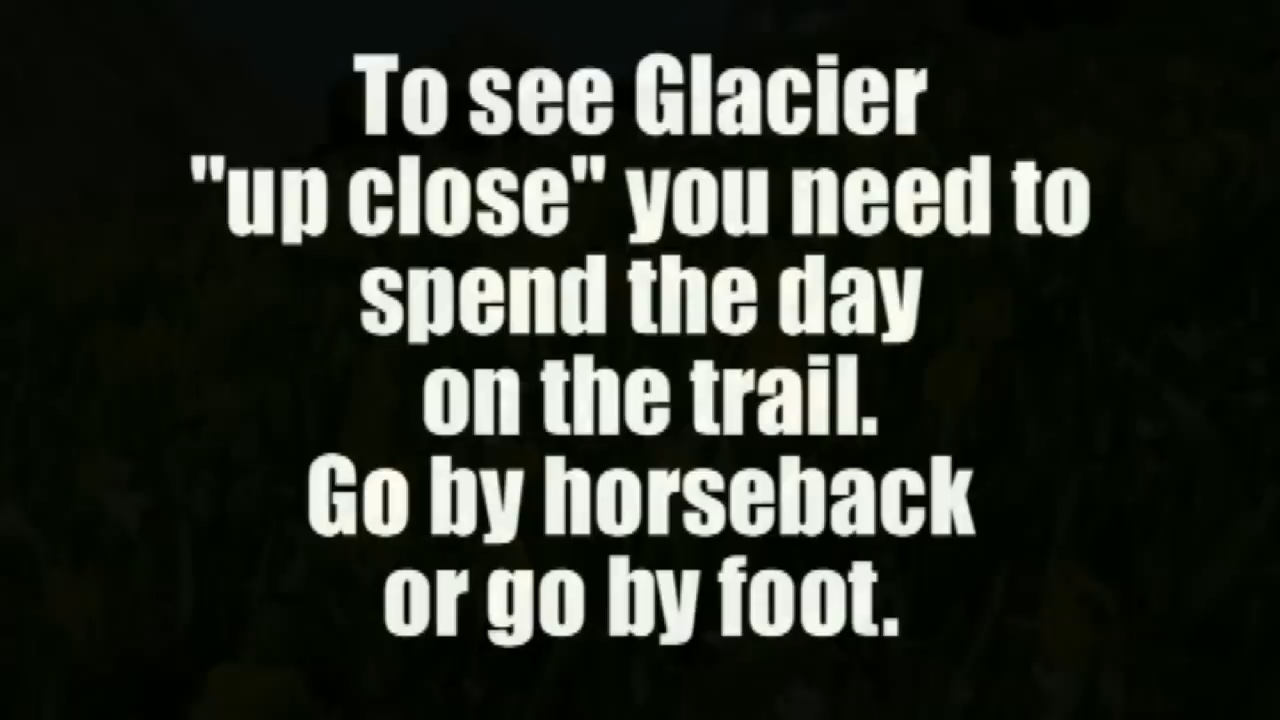 To see Glacier
"up close" you need to
spend the day
on the trail.
Go by horseback
or go by foot.